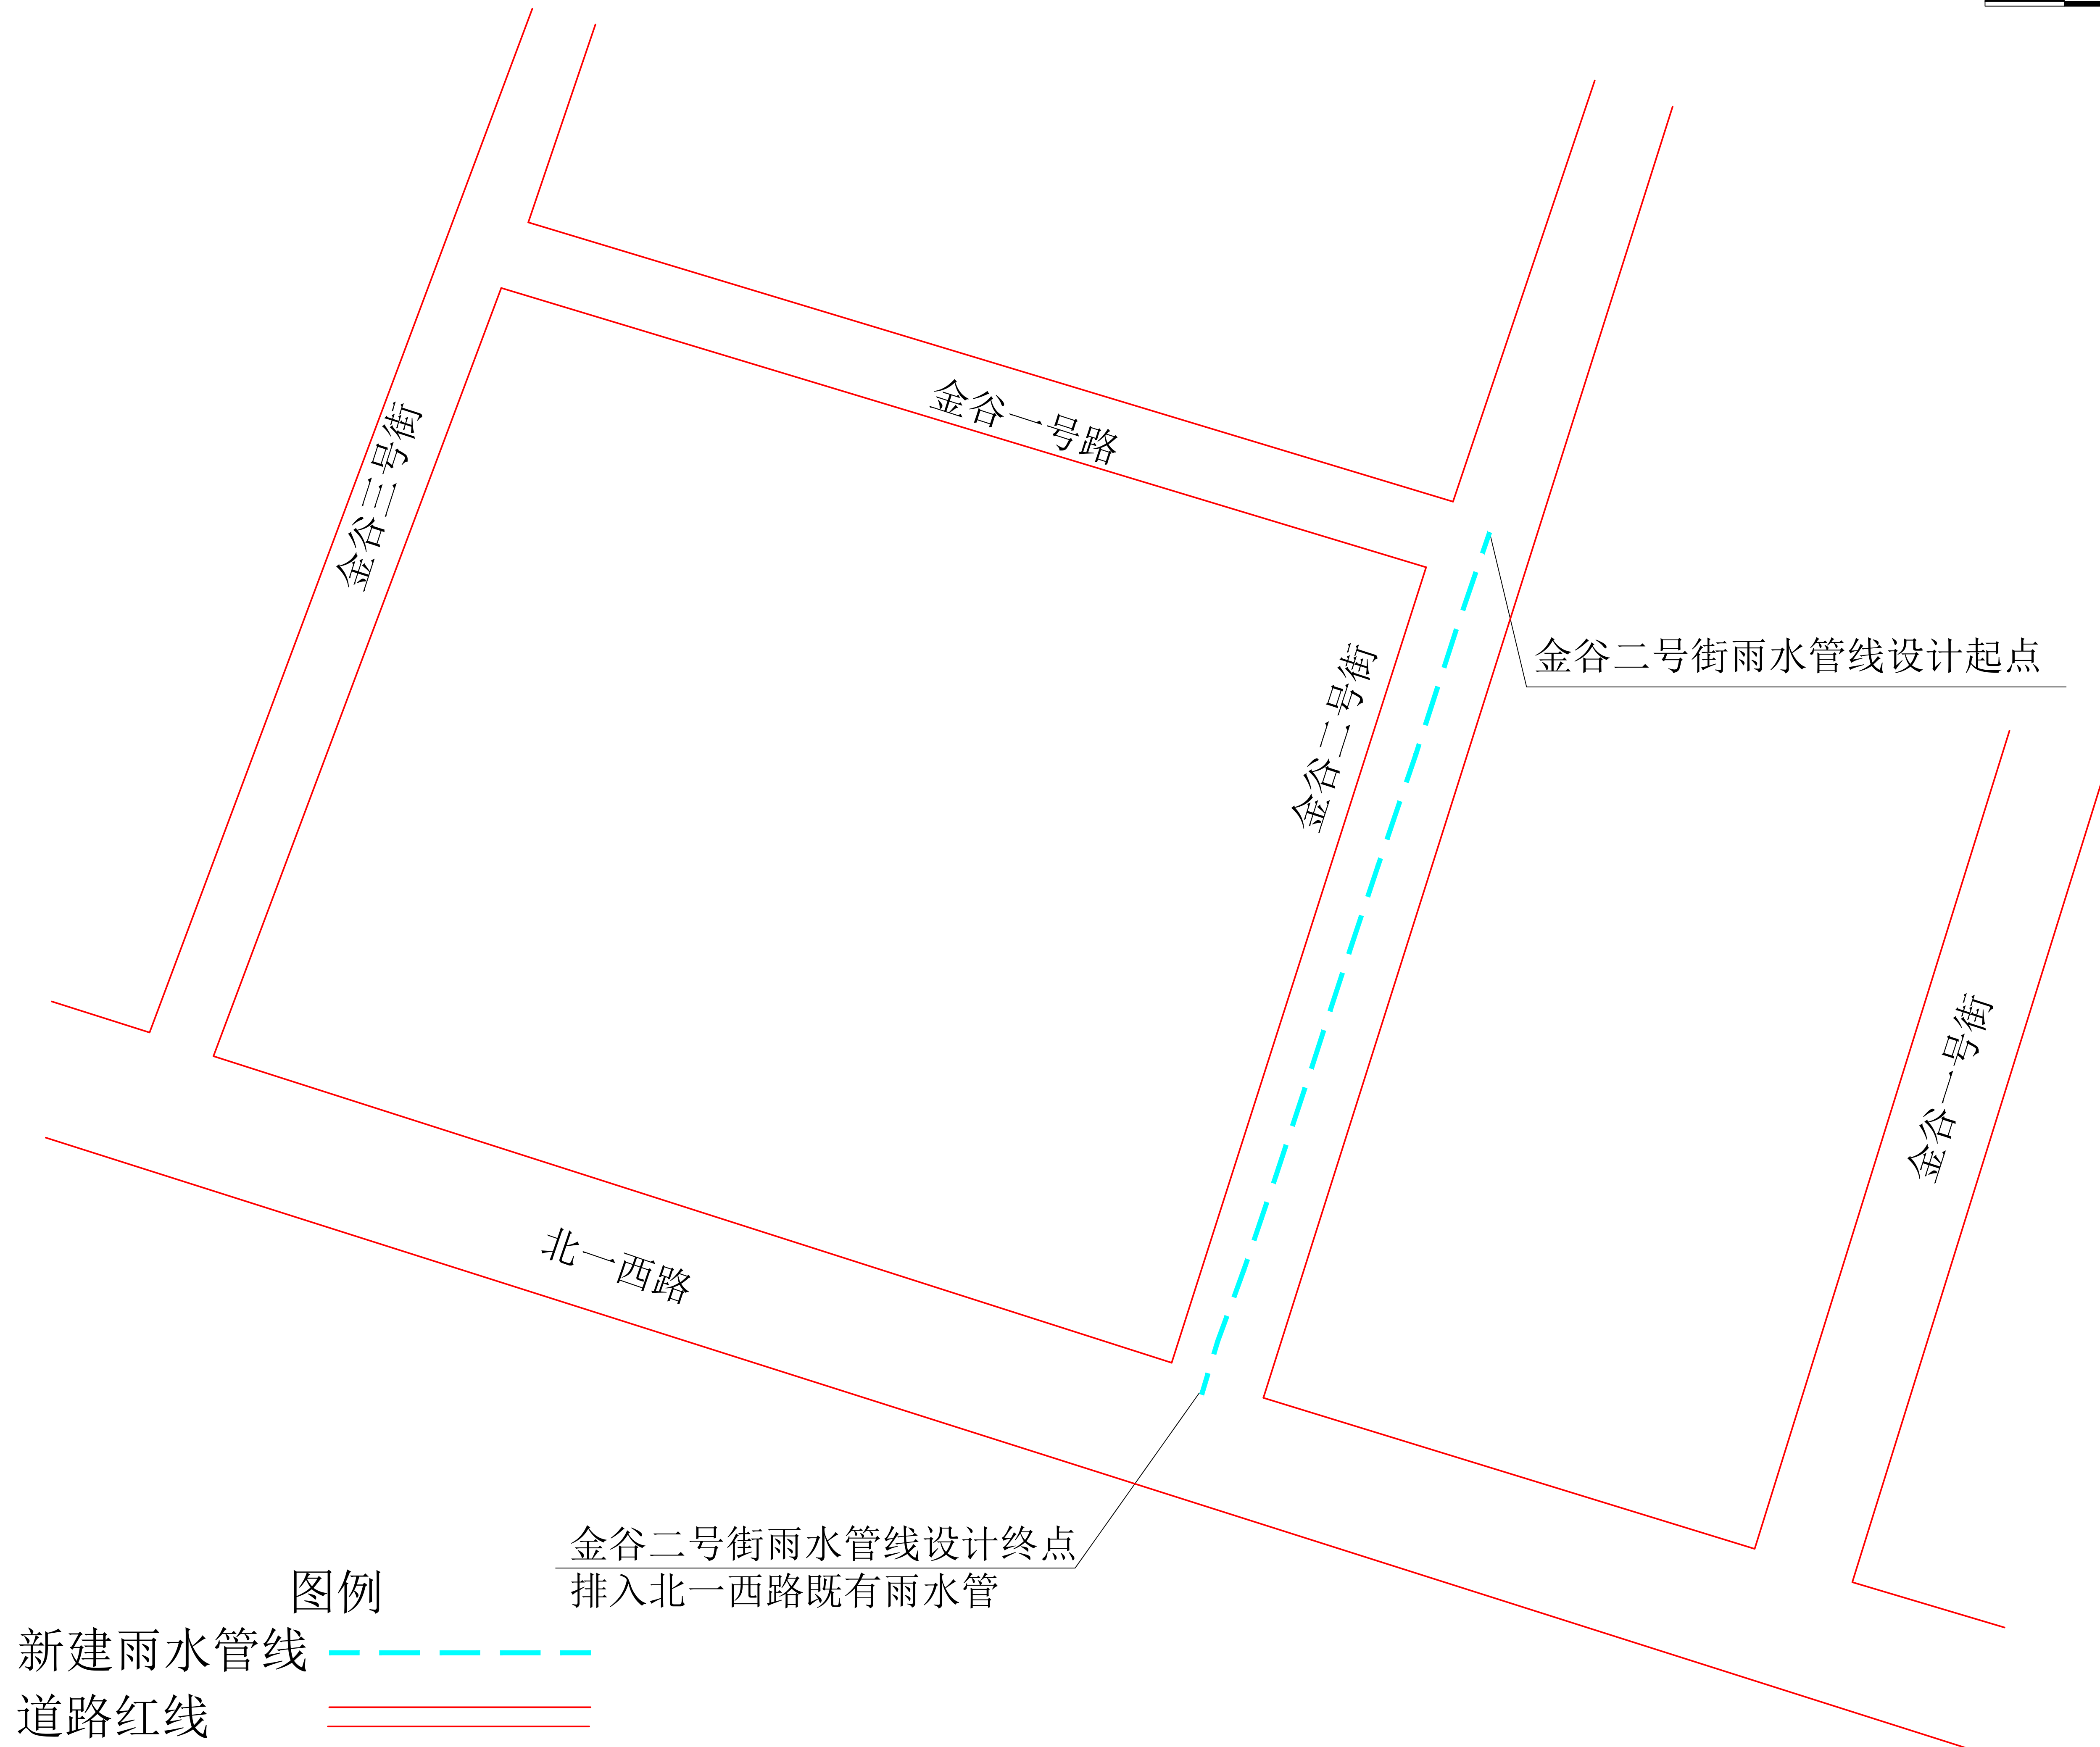 金谷三号街
金谷一号路
金谷二号街
金谷二号街雨水管线设计起点
金谷一号街
北一西路
金谷二号街雨水管线设计终点
排入北一西路既有雨水管
图例
新建雨水管线
道路红线